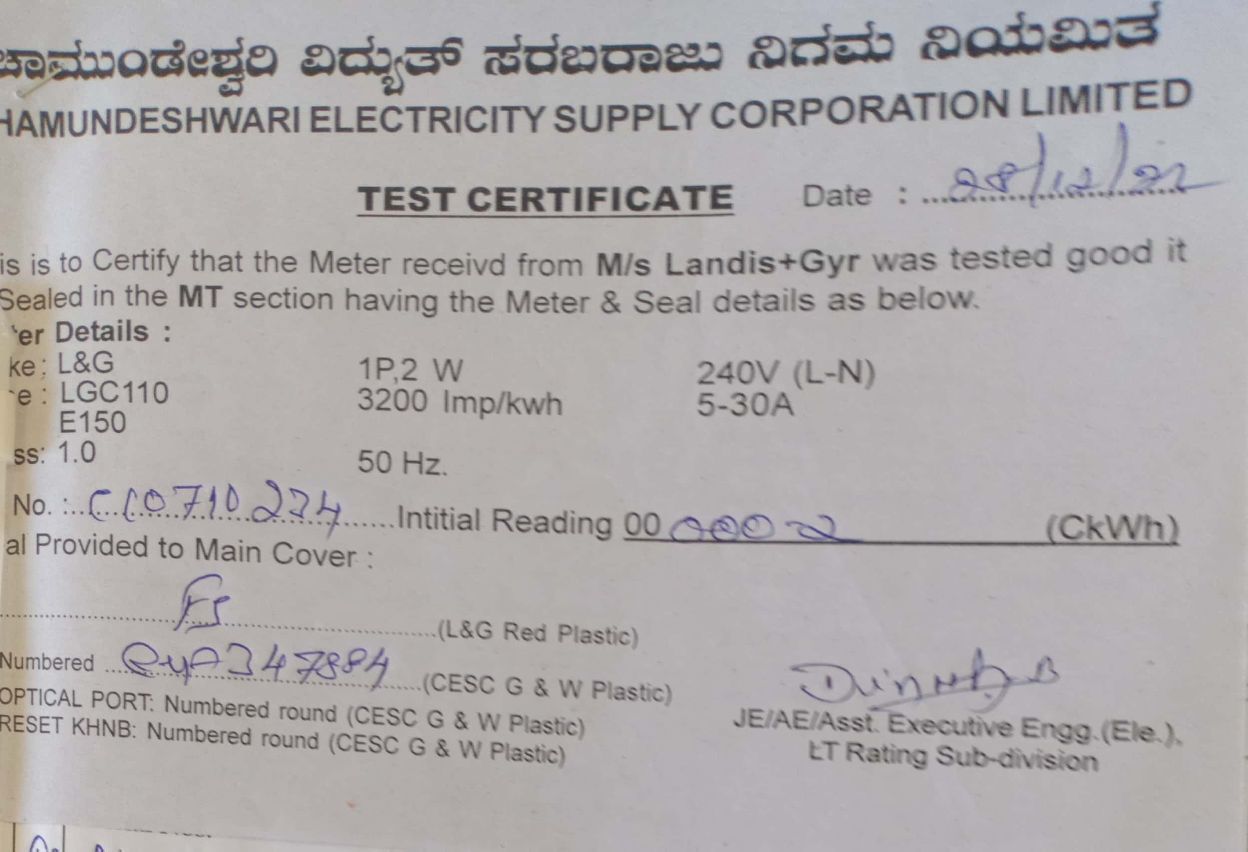 ಚಾಮುಂಡೇಶ್ವರಿ ವಿದ್ಯುತ್ ಸರಬರಾಜು ನಿಗಮ ನಿಯಮಿತ
HAMUNDESHWARI ELECTRICITY SUPPLY CORPORATION LIMITED
TEST CERTIFICATE Date : 28/12/22
is is to Certify that the Meter receivd from M/s Landis+Gyr was tested good it
Sealed in the MT section having the Meter & Seal details as below.
er Details :
ke: L&G 1P,2 W 240V (L-N)
e : LGC110 3200 Imp/kwh 5-30A
E150
ss: 1.0 50 Hz.
No. : Intitial Reading 00 0002 (CkWh)
al Provided to Main Cover :
(L&G Red Plastic)
Numbered (CESC G & W Plastic)
OPTICAL PORT: Numbered round (CESC G & W Plastic)
RESET KHNB: Numbered round (CESC G & W Plastic)
JE/AE/Asst. Executive Engg.(Ele.),
LT Rating Sub-division